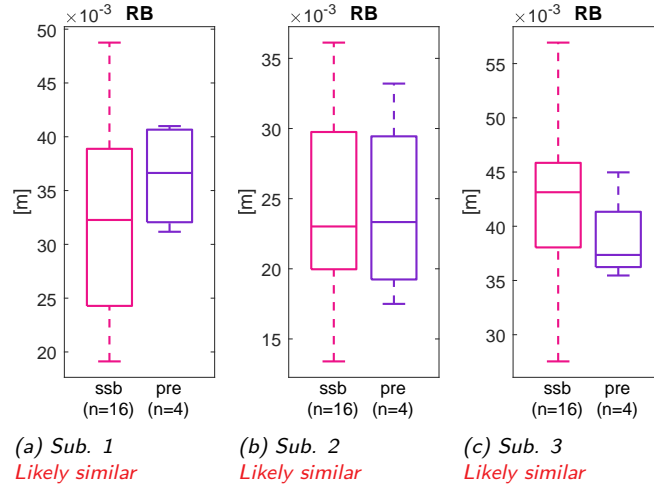 ×10⁻³ RB
50
45
40
35
30
25
20
[m]
ssb pre
(n=16) (n=4)
(a) Sub. 1
Likely similar
×10⁻³ RB
35
30
25
20
15
[m]
ssb pre
(n=16) (n=4)
(b) Sub. 2
Likely similar
×10⁻³ RB
55
50
45
40
35
30
[m]
ssb pre
(n=16) (n=4)
(c) Sub. 3
Likely similar